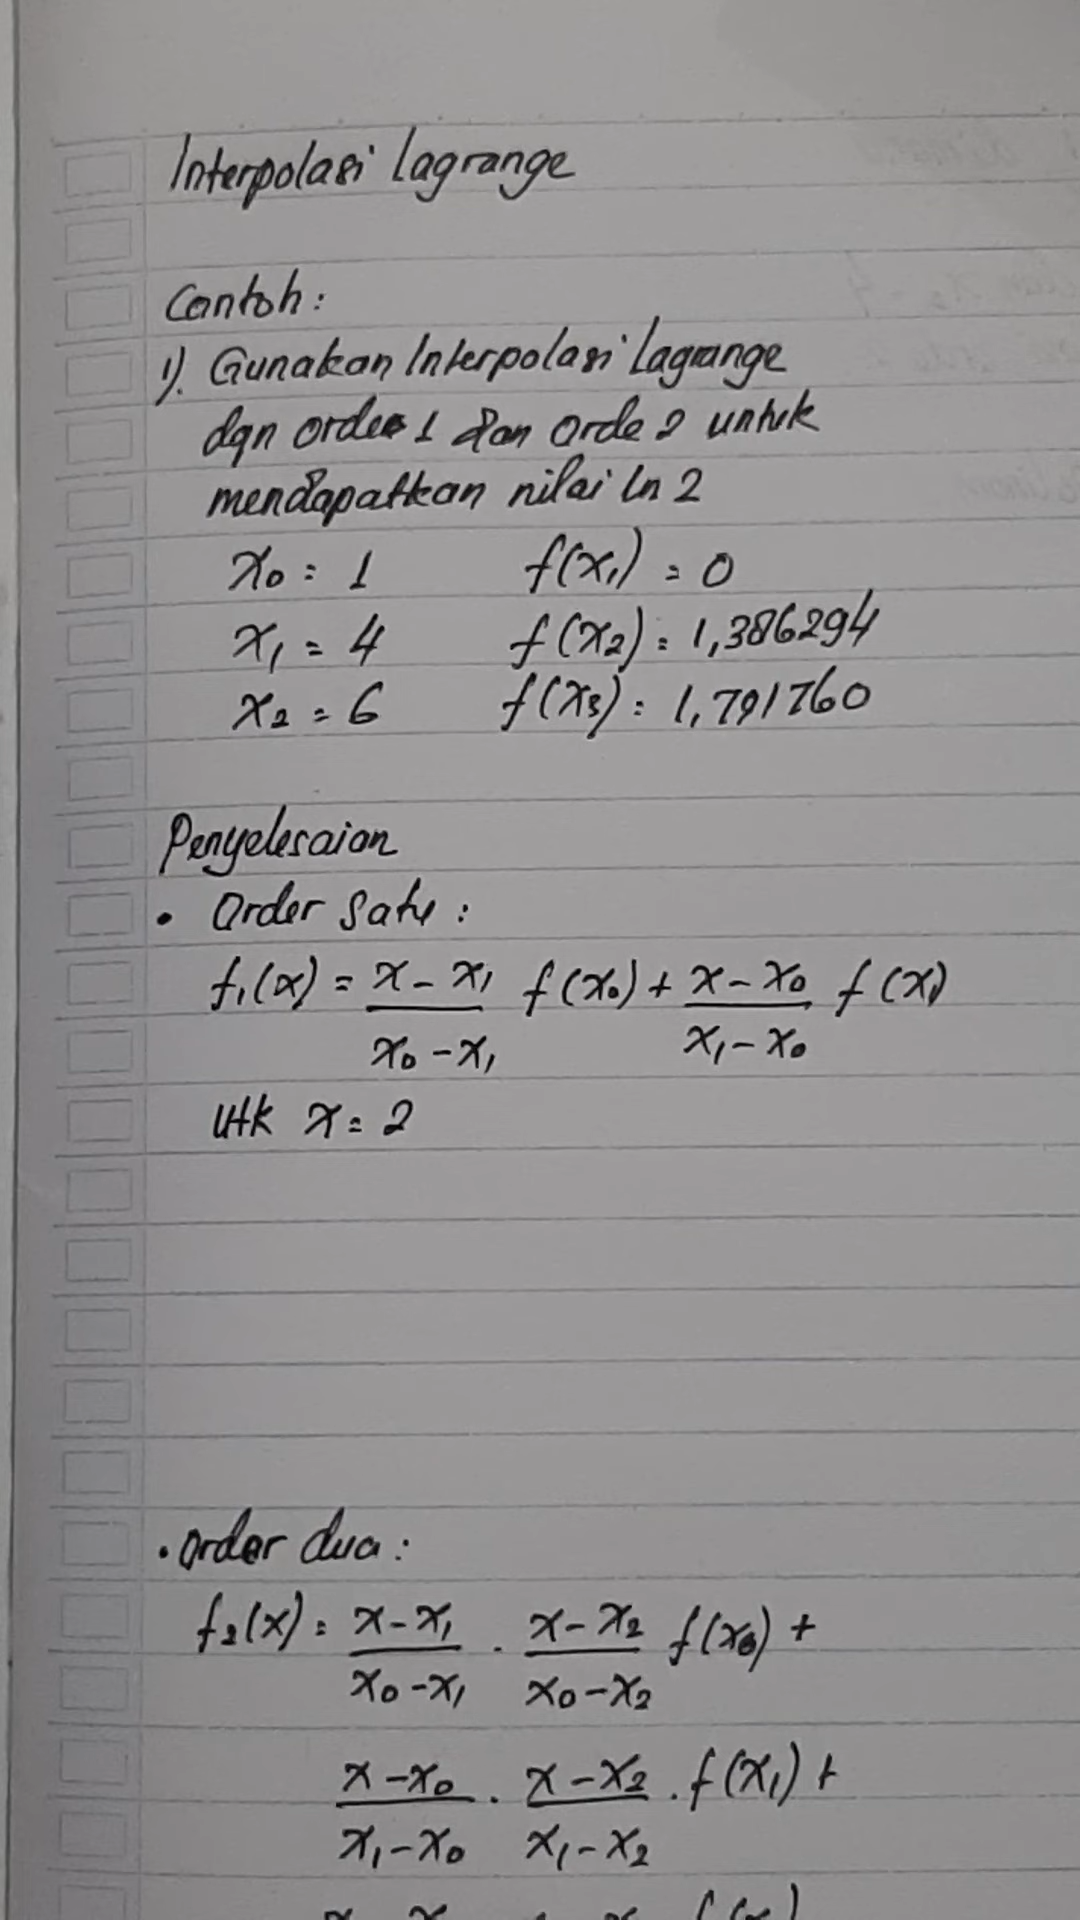 Interpolasi Lagrange
Contoh:
1). Gunakan Interpolasi Lagrange
dgn order 1 dan orde 2 untuk
mendapatkan nilai ln 2
x₀ = 1 f(x₁) = 0
x₁ = 4 f(x₂) = 1,386294
x₂ = 6 f(x₃) = 1,791760
Penyelesaian
• Order satu :
f₁(x) = x - x₁ / x₀ - x₁ f(x₀) + x - x₀ / x₁ - x₀ f(x₁)
Utk x = 2
• Order dua :
f₂(x) = x - x₁ / x₀ - x₁ . x - x₂ / x₀ - x₂ f(x₀) +
x - x₀ / x₁ - x₀ . x - x₂ / x₁ - x₂ . f(x₁) +